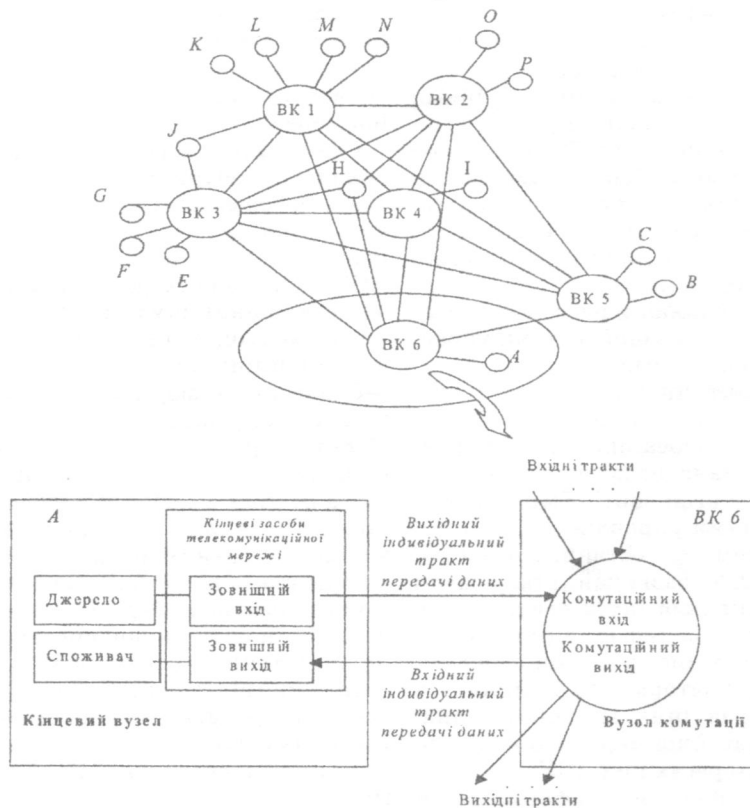 O
L
M
N
K
P
ВК 1
ВК 2
J
H
I
G
ВК 3
ВК 4
C
F
E
B
ВК 5
ВК 6
A
Вхідні тракти
. . .
A
ВК 6
Кінцеві засоби
телекомунікаційної
мережі
Вихідний
індивідуальний
тракт
передачі даних
Джерело
Зовнішній
вхід
Комутаційний
вхід
Споживач
Зовнішній
вихід
Комутаційний
вихід
Вхідний
індивідуальний
тракт
передачі даних
Кінцевий вузел
Вузол комутації
. . .
Вихідні тракти